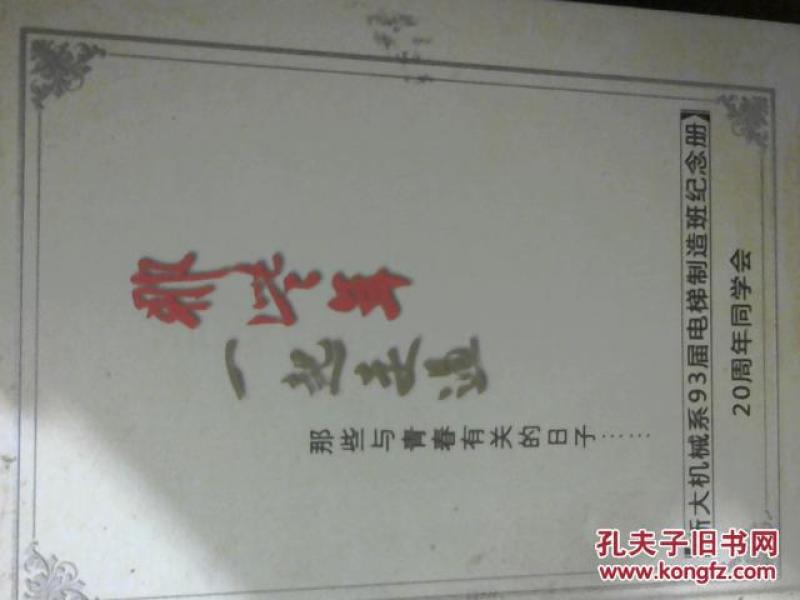 那些年
一起走过
那些与青春有关的日子……
大机械系93届电梯制造班纪念册》
20周年同学会
孔夫子旧书网
www.kongfz.com